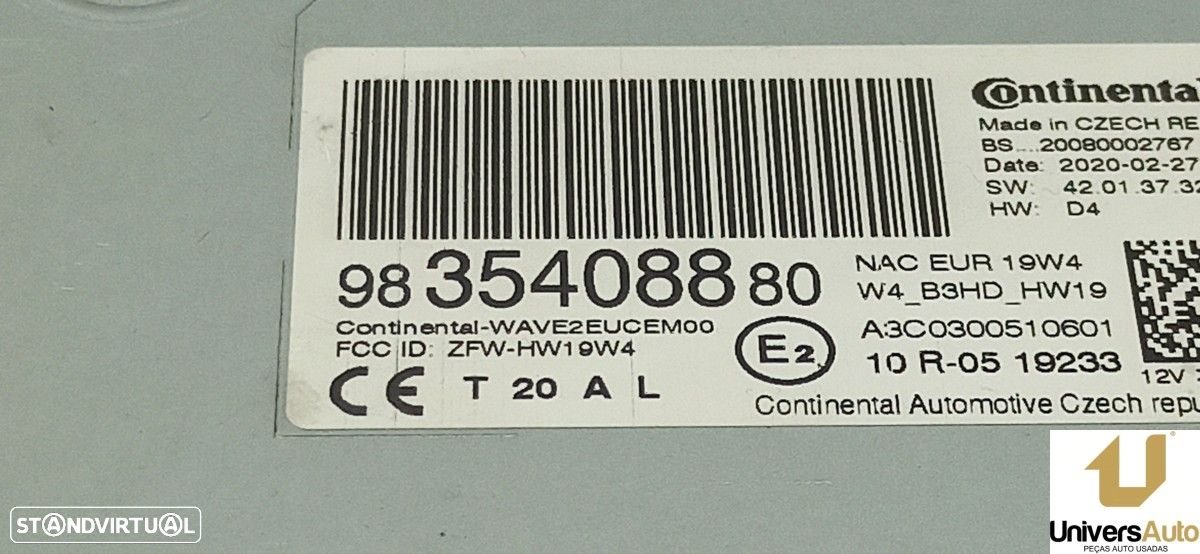 Continenta
Made in CZECH RE
BS....20080002767
Date: 2020-02-27
SW: 42.01.37.32
HW: D4
98 354088 80
NAC EUR 19W4
W4_B3HD_HW19
Continental-WAVE2EUCEM00
FCC ID: ZFW-HW19W4
A3C0300510601
E2
10 R-05 19233
12V
CE T 20 A L
Continental Automotive Czech repu
STANDVIRTUAL
UniversAuto
PEÇAS AUTO USADAS